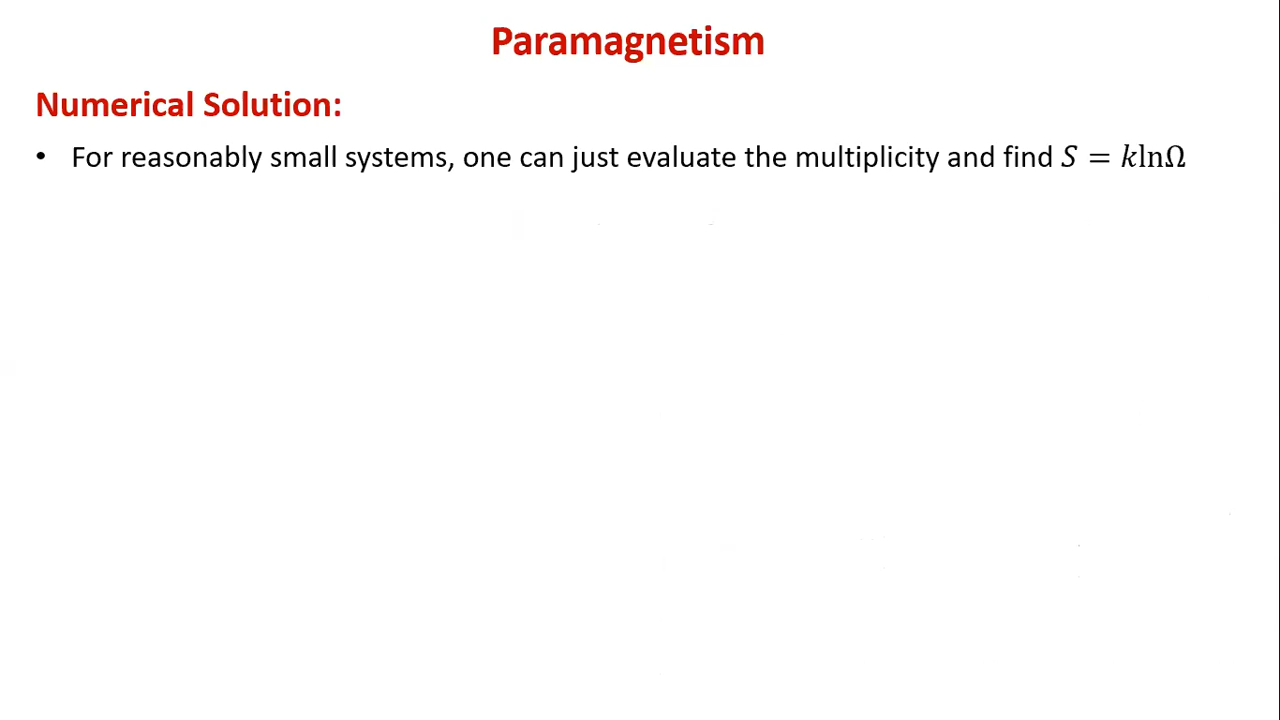 Paramagnetism
Numerical Solution:
• For reasonably small systems, one can just evaluate the multiplicity and find S = klnΩ